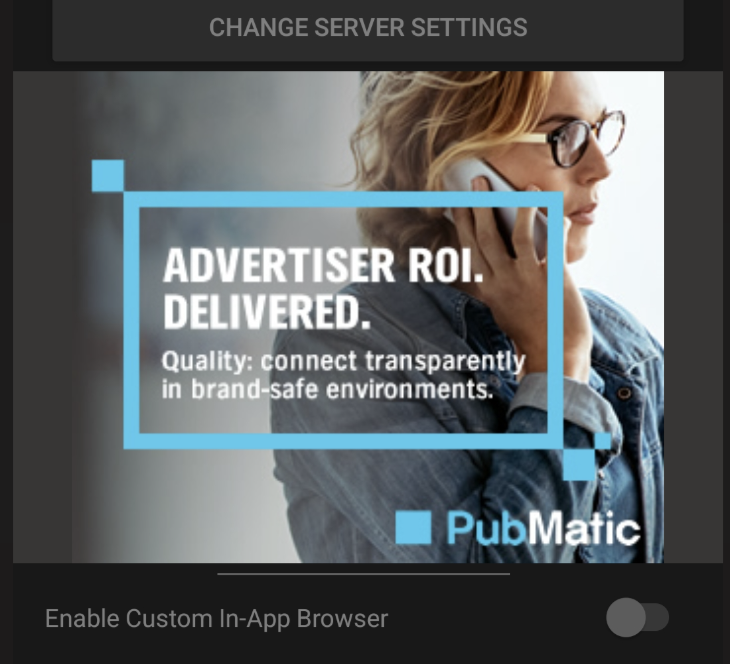 CHANGE SERVER SETTINGS
ADVERTISER ROI.
DELIVERED.
Quality: connect transparently
in brand-safe environments.
PubMatic
Enable Custom In-App Browser